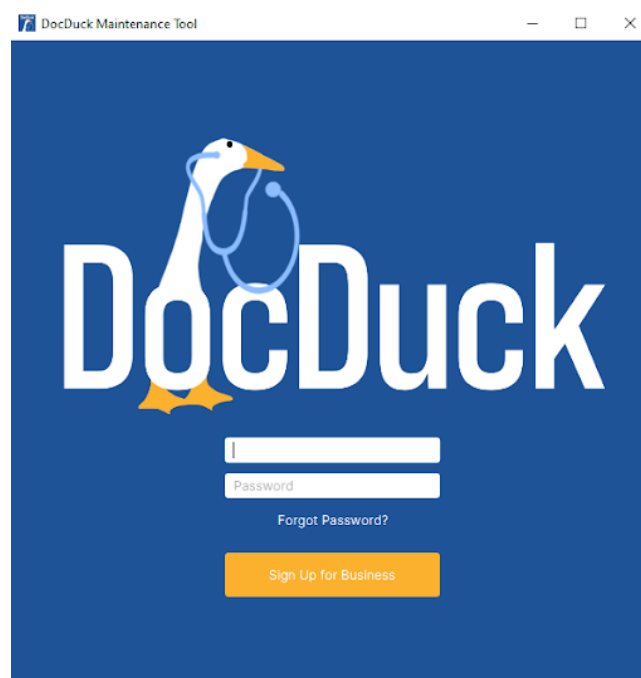 DocDuck Maintenance Tool
DocDuck
Password
Forgot Password?
Sign Up for Business